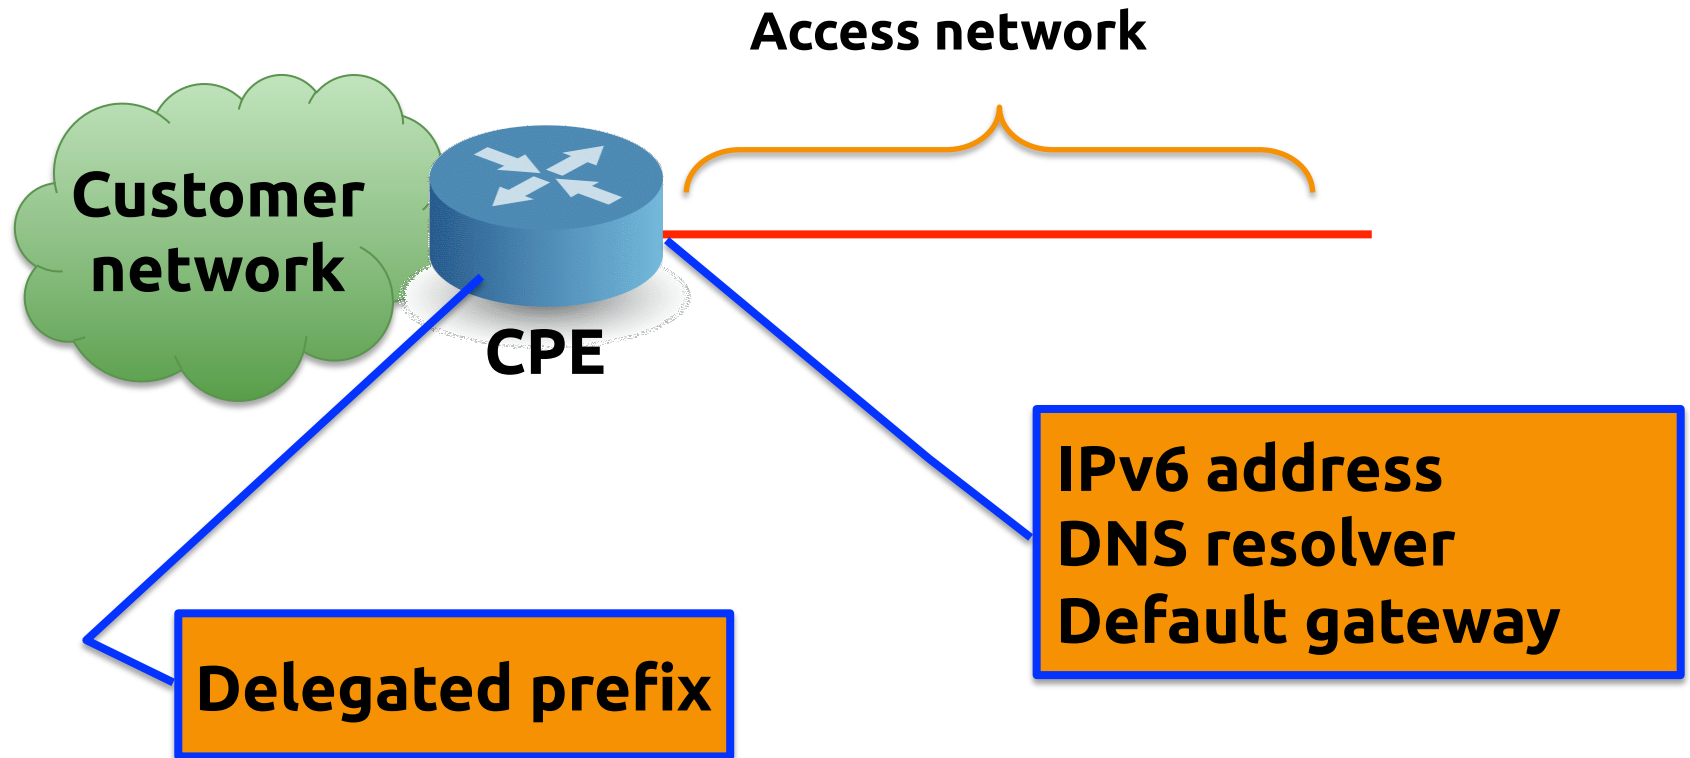 Access network
Customer
network
CPE
IPv6 address
DNS resolver
Default gateway
Delegated prefix